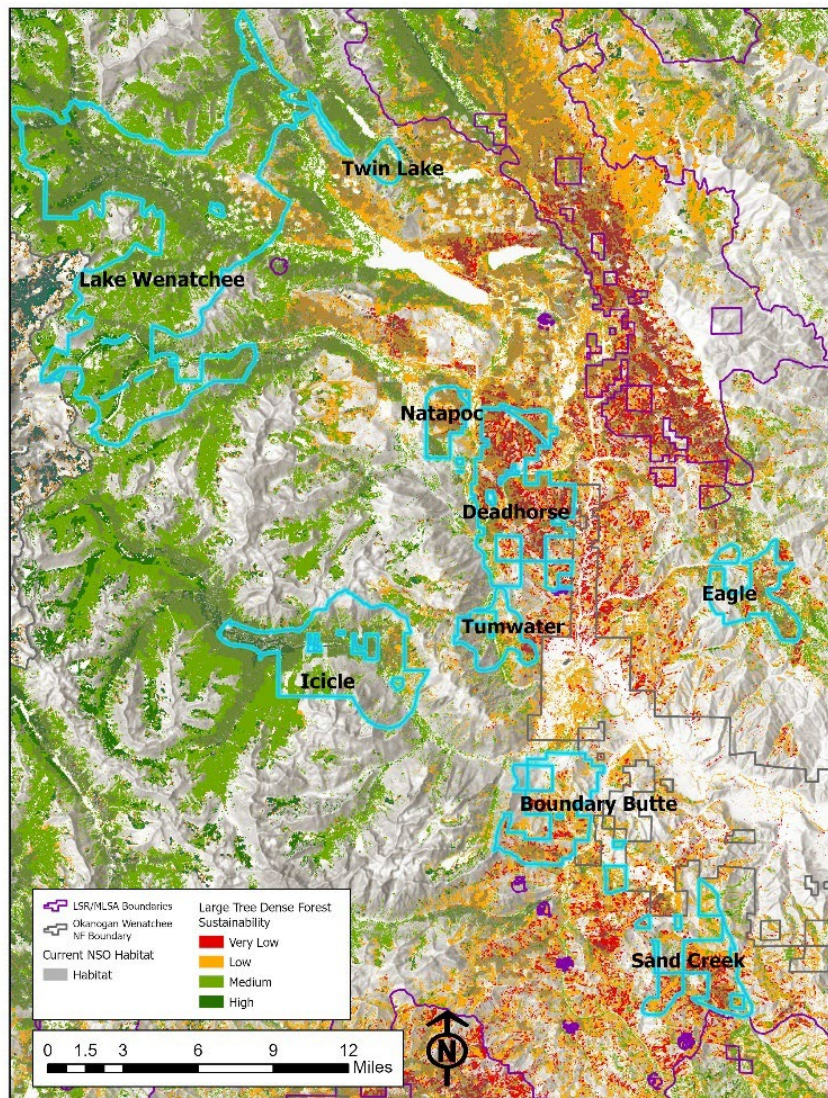 Twin Lake
Lake Wenatchee
Natapoc
Deadhorse
Eagle
Tumwater
Icicle
Boundary Butte
Sand Creek
LSR/MLSA Boundaries
Okanogan Wenatchee
NF Boundary
Current NSO Habitat
Habitat
Large Tree Dense Forest
Sustainability
Very Low
Low
Medium
High
0 1.5 3 6 9 12
Miles
N